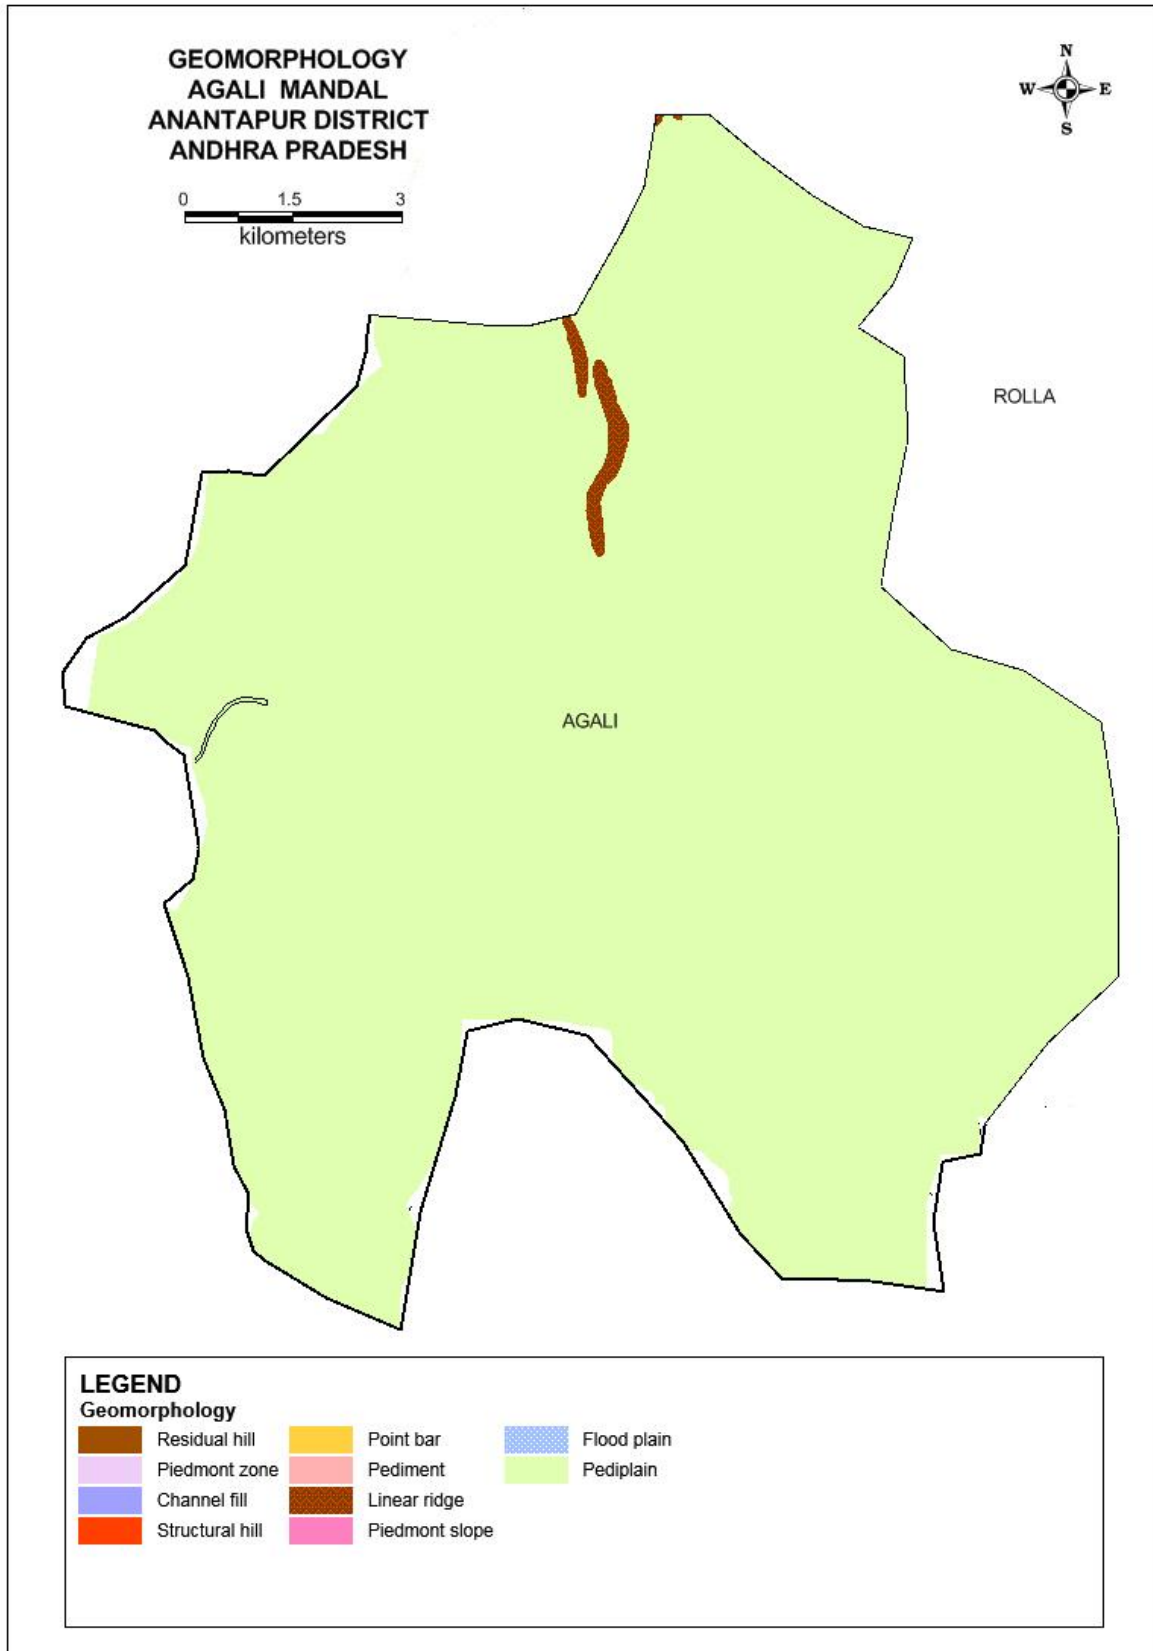 GEOMORPHOLOGY
AGALI MANDAL
ANANTAPUR DISTRICT
ANDHRA PRADESH
0 1.5 3
kilometers
N
W E
S
ROLLA
AGALI
LEGEND
Geomorphology
Residual hill Point bar Flood plain
Piedmont zone Pediment Pediplain
Channel fill Linear ridge
Structural hill Piedmont slope